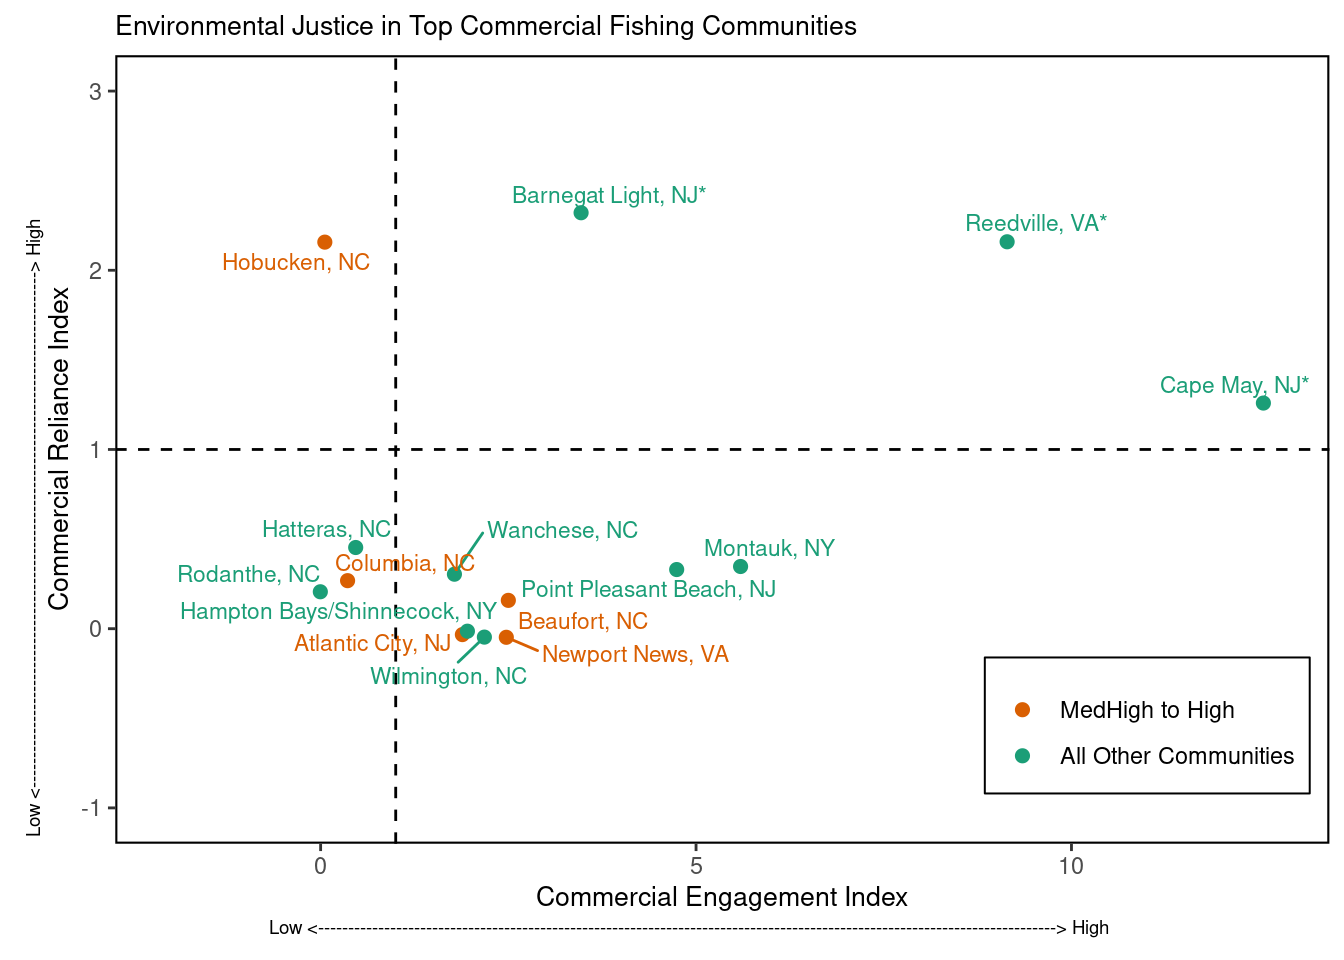 Environmental Justice in Top Commercial Fishing Communities
3
Barnegat Light, NJ*
Reedville, VA*
Hobucken, NC
2
Cape May, NJ*
1
Hatteras, NC
Wanchese, NC
Montauk, NY
Columbia, NC
Rodanthe, NC
Point Pleasant Beach, NJ
Hampton Bays/Shinnecock, NY
Beaufort, NC
0
Atlantic City, NJ
Newport News, VA
Wilmington, NC
MedHigh to High
All Other Communities
-1
0 5 10
Commercial Engagement Index
Low <--------------------------------------------------------------------------------------------------------------------------> High
Commercial Reliance Index
Low <--------------------------------------------------------------------------------------> High